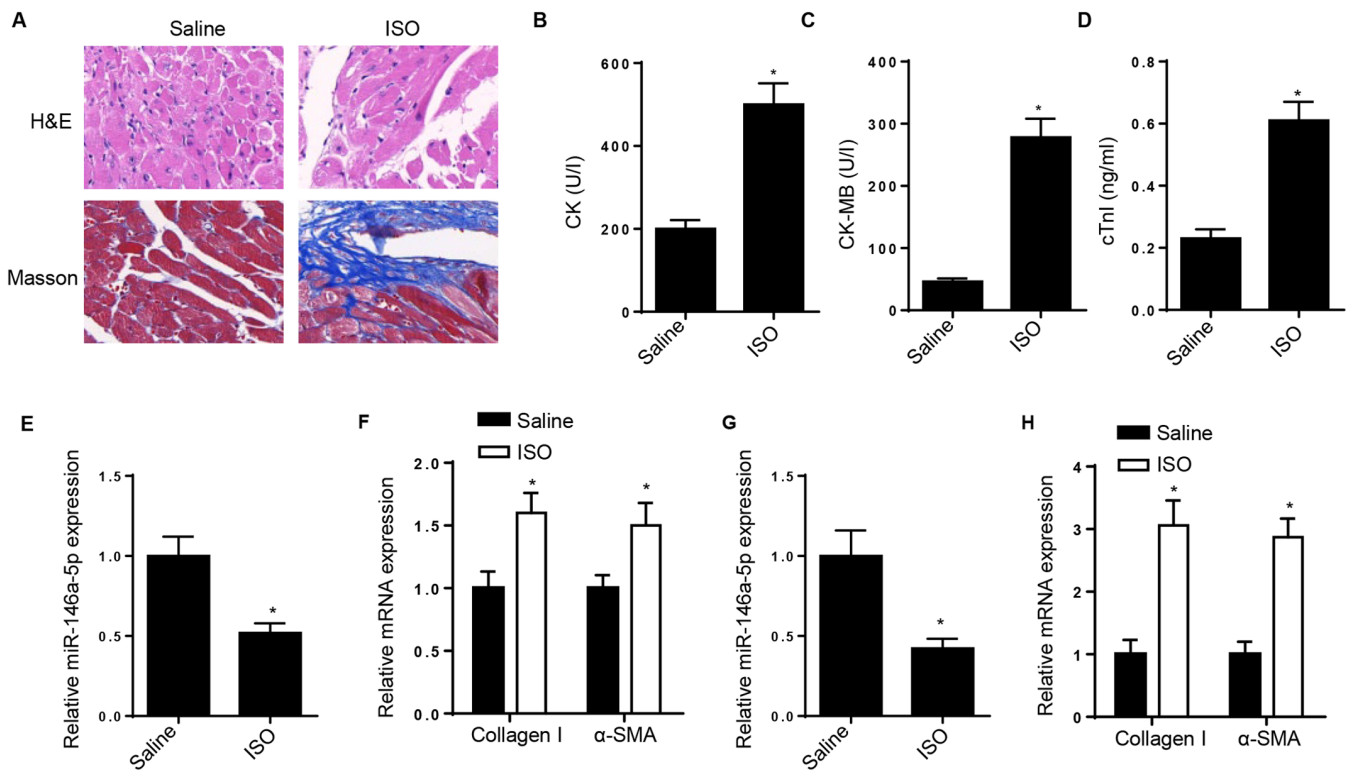 A
Saline
ISO
H&E
Masson
B
CK (U/l)
600
400
200
0
Saline
ISO
*
C
CK-MB (U/l)
400
300
200
100
0
Saline
ISO
*
D
cTnI (ng/ml)
0.8
0.6
0.4
0.2
0.0
Saline
ISO
*
E
Relative miR-146a-5p expression
1.5
1.0
0.5
0.0
Saline
ISO
*
F
Saline
ISO
Relative mRNA expression
2.0
1.5
1.0
0.5
0.0
* *
Collagen I α-SMA
G
Relative miR-146a-5p expression
1.5
1.0
0.5
0.0
Saline
ISO
*
H
Saline
ISO
Relative mRNA expression
4
3
2
1
0
* *
Collagen I α-SMA